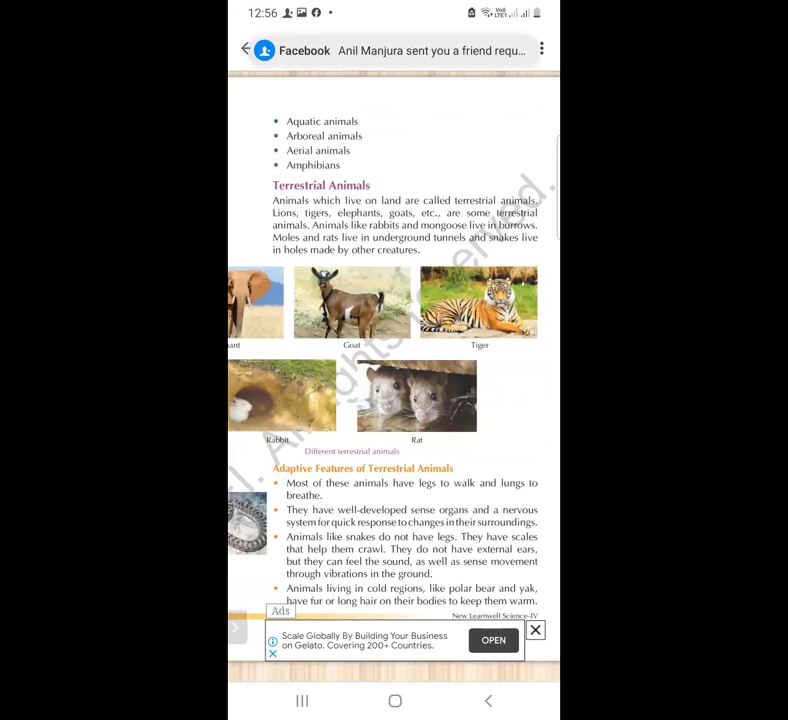 12:56
Vo)) LTE1
Facebook Anil Manjura sent you a friend requ...
Aquatic animals
Arboreal animals
Aerial animals
Amphibians
Terrestrial Animals
Animals which live on land are called terrestrial animals.
Lions, tigers, elephants, goats, etc., are some terrestrial
animals. Animals like rabbits and mongoose live in burrows.
Moles and rats live in underground tunnels and snakes live
in holes made by other creatures.
ant Goat Tiger
Rabbit Rat
Different terrestrial animals
Adaptive Features of Terrestrial Animals
Most of these animals have legs to walk and lungs to
breathe.
They have well-developed sense organs and a nervous
system for quick response to changes in their surroundings.
Animals like snakes do not have legs. They have scales
that help them crawl. They do not have external ears,
but they can feel the sound, as well as sense movement
through vibrations in the ground.
Animals living in cold regions, like polar bear and yak,
have fur or long hair on their bodies to keep them warm.
New Learnwell Science-IV
Ads
Scale Globally By Building Your Business
on Gelato. Covering 200+ Countries.
OPEN